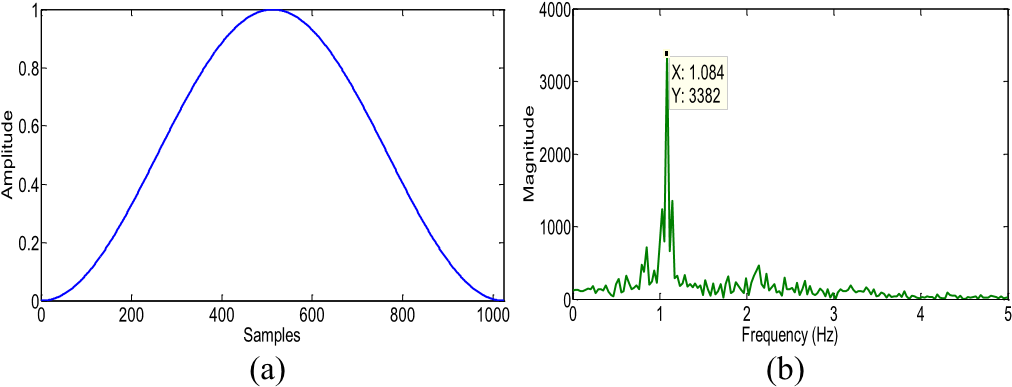 1
0.8
0.6
0.4
0.2
0
Amplitude
0 200 400 600 800 1000
Samples
(a)
4000
3000
2000
1000
0
Magnitude
X: 1.084
Y: 3382
0 1 2 3 4 5
Frequency (Hz)
(b)